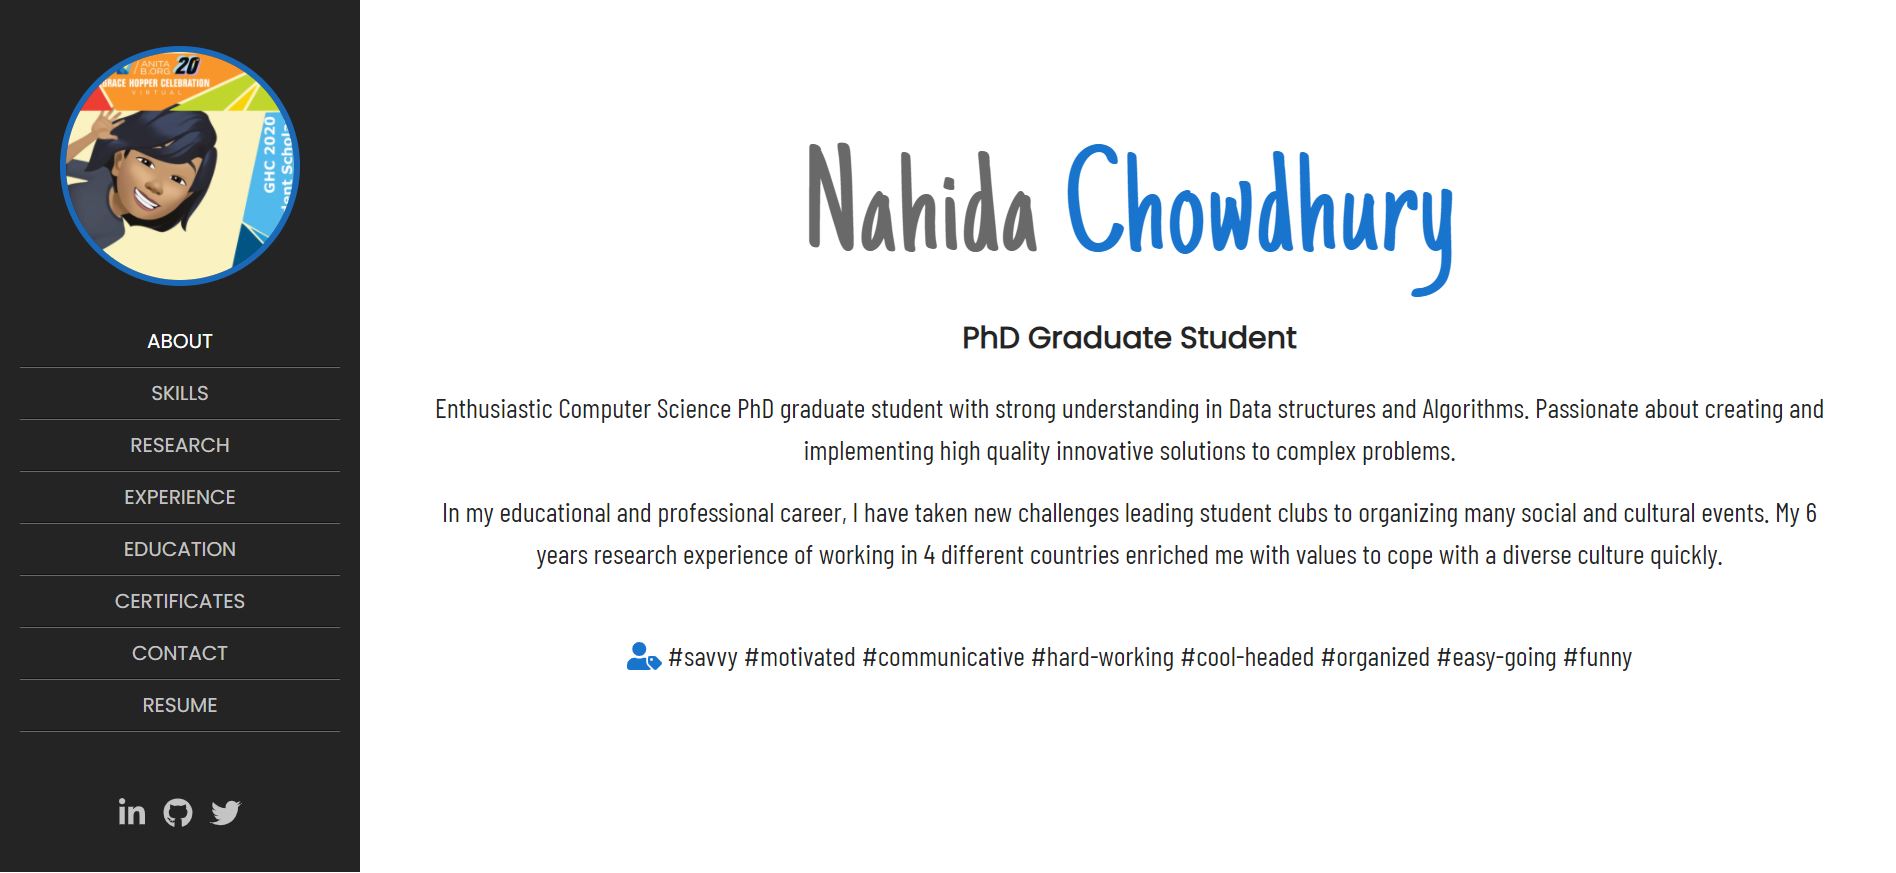 ANITA
B.ORG
20
GRACE HOPPER CELEBRATION
VIRTUAL
GHC 2020
ABOUT
SKILLS
RESEARCH
EXPERIENCE
EDUCATION
CERTIFICATES
CONTACT
RESUME
in
Nahida Chowdhury
PhD Graduate Student
Enthusiastic Computer Science PhD graduate student with strong understanding in Data structures and Algorithms. Passionate about creating and
implementing high quality innovative solutions to complex problems.
In my educational and professional career, I have taken new challenges leading student clubs to organizing many social and cultural events. My 6
years research experience of working in 4 different countries enriched me with values to cope with a diverse culture quickly.
#savvy #motivated #communicative #hard-working #cool-headed #organized #easy-going #funny